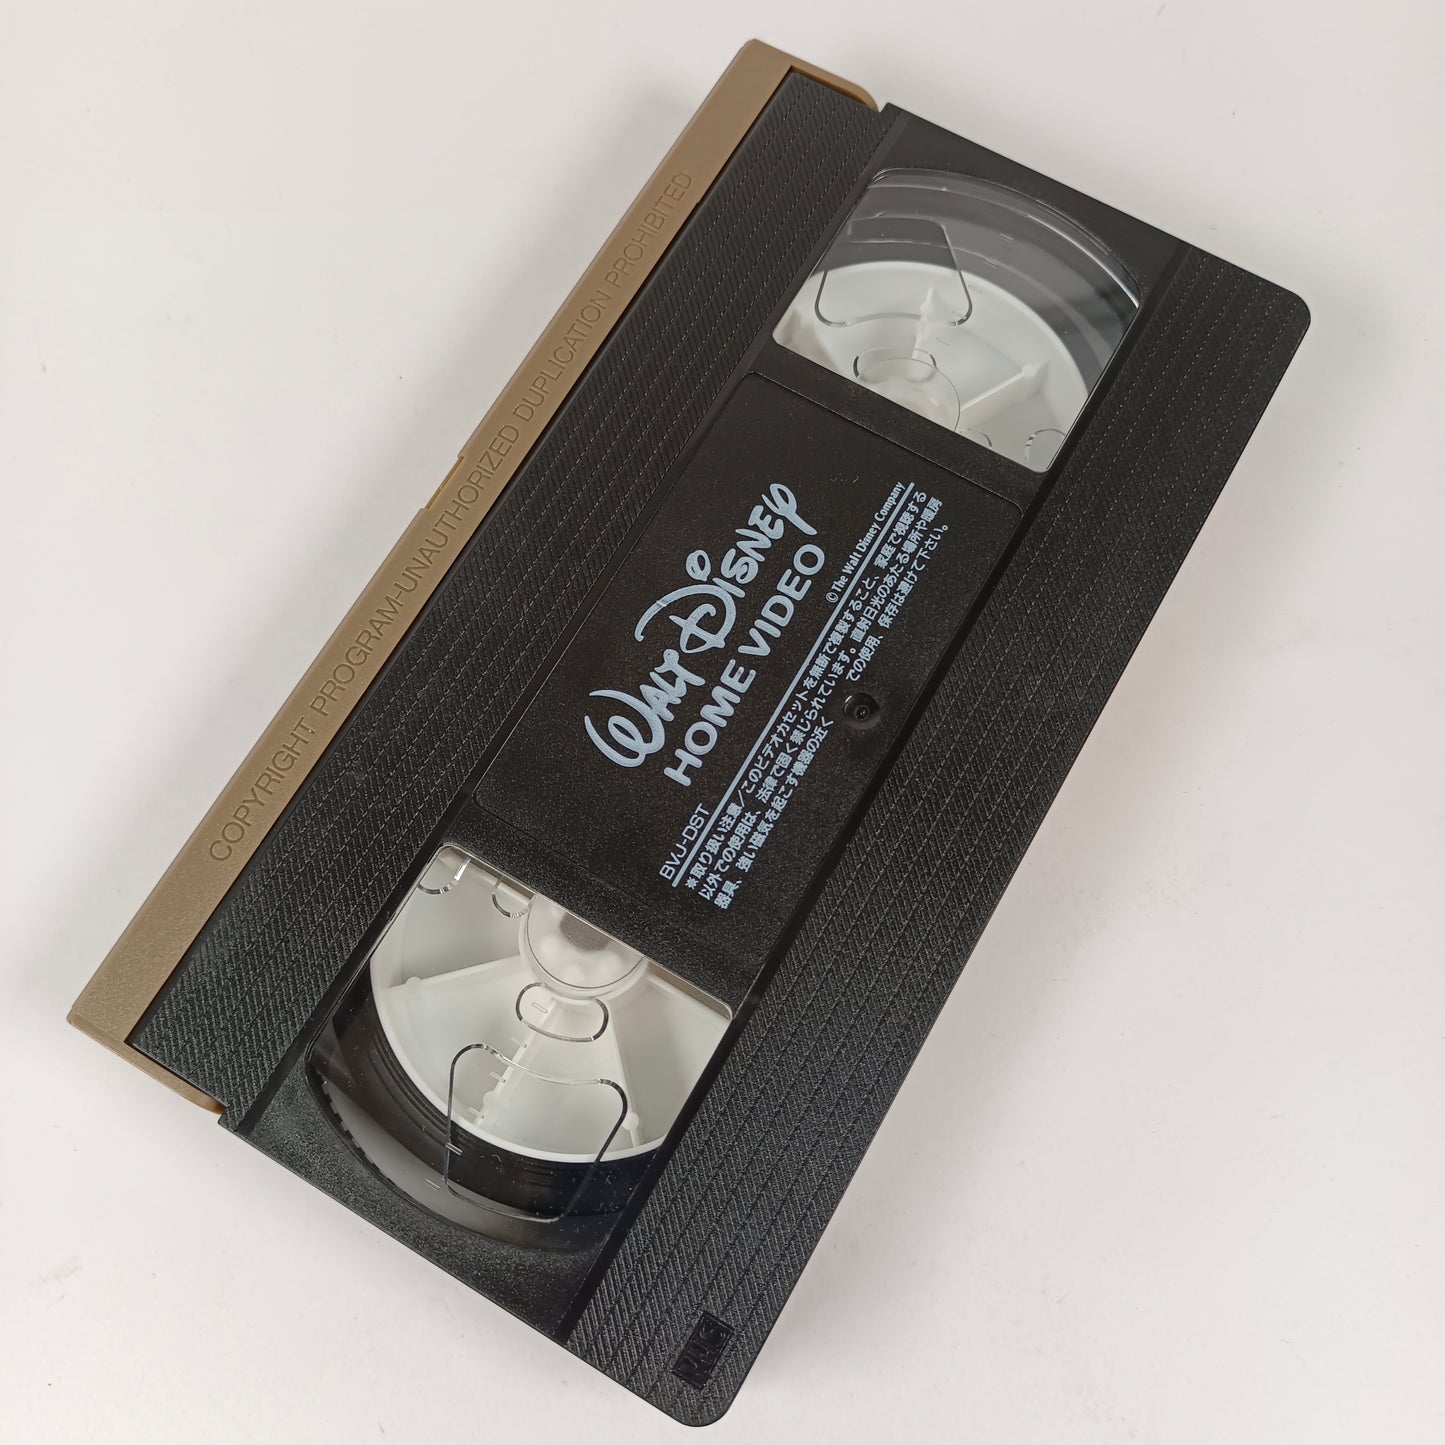 COPYRIGHT PROGRAM-UNAUTHORIZED DUPLICATION PROHIBITED
WALT DISNEY
HOME VIDEO
BVJ-DST
©The Walt Disney Company
※取り扱い注意/このビデオカセットを無断で複製すること、家庭で視聴する
以外での使用は、法律で固く禁じられています。直射日光のあたる場所や暖房
器具、強い磁気を起こす機器の近くでの使用、保存は避けて下さい。
VHS